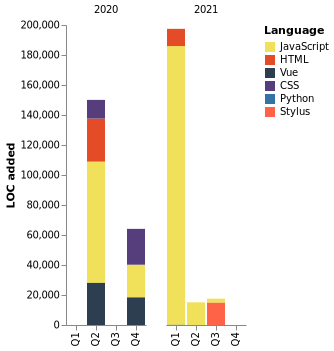 2020 2021
Language
JavaScript
HTML
Vue
CSS
Python
Stylus
LOC added
200,000
180,000
160,000
140,000
120,000
100,000
80,000
60,000
40,000
20,000
0
Q1 Q2 Q3 Q4 Q1 Q2 Q3 Q4